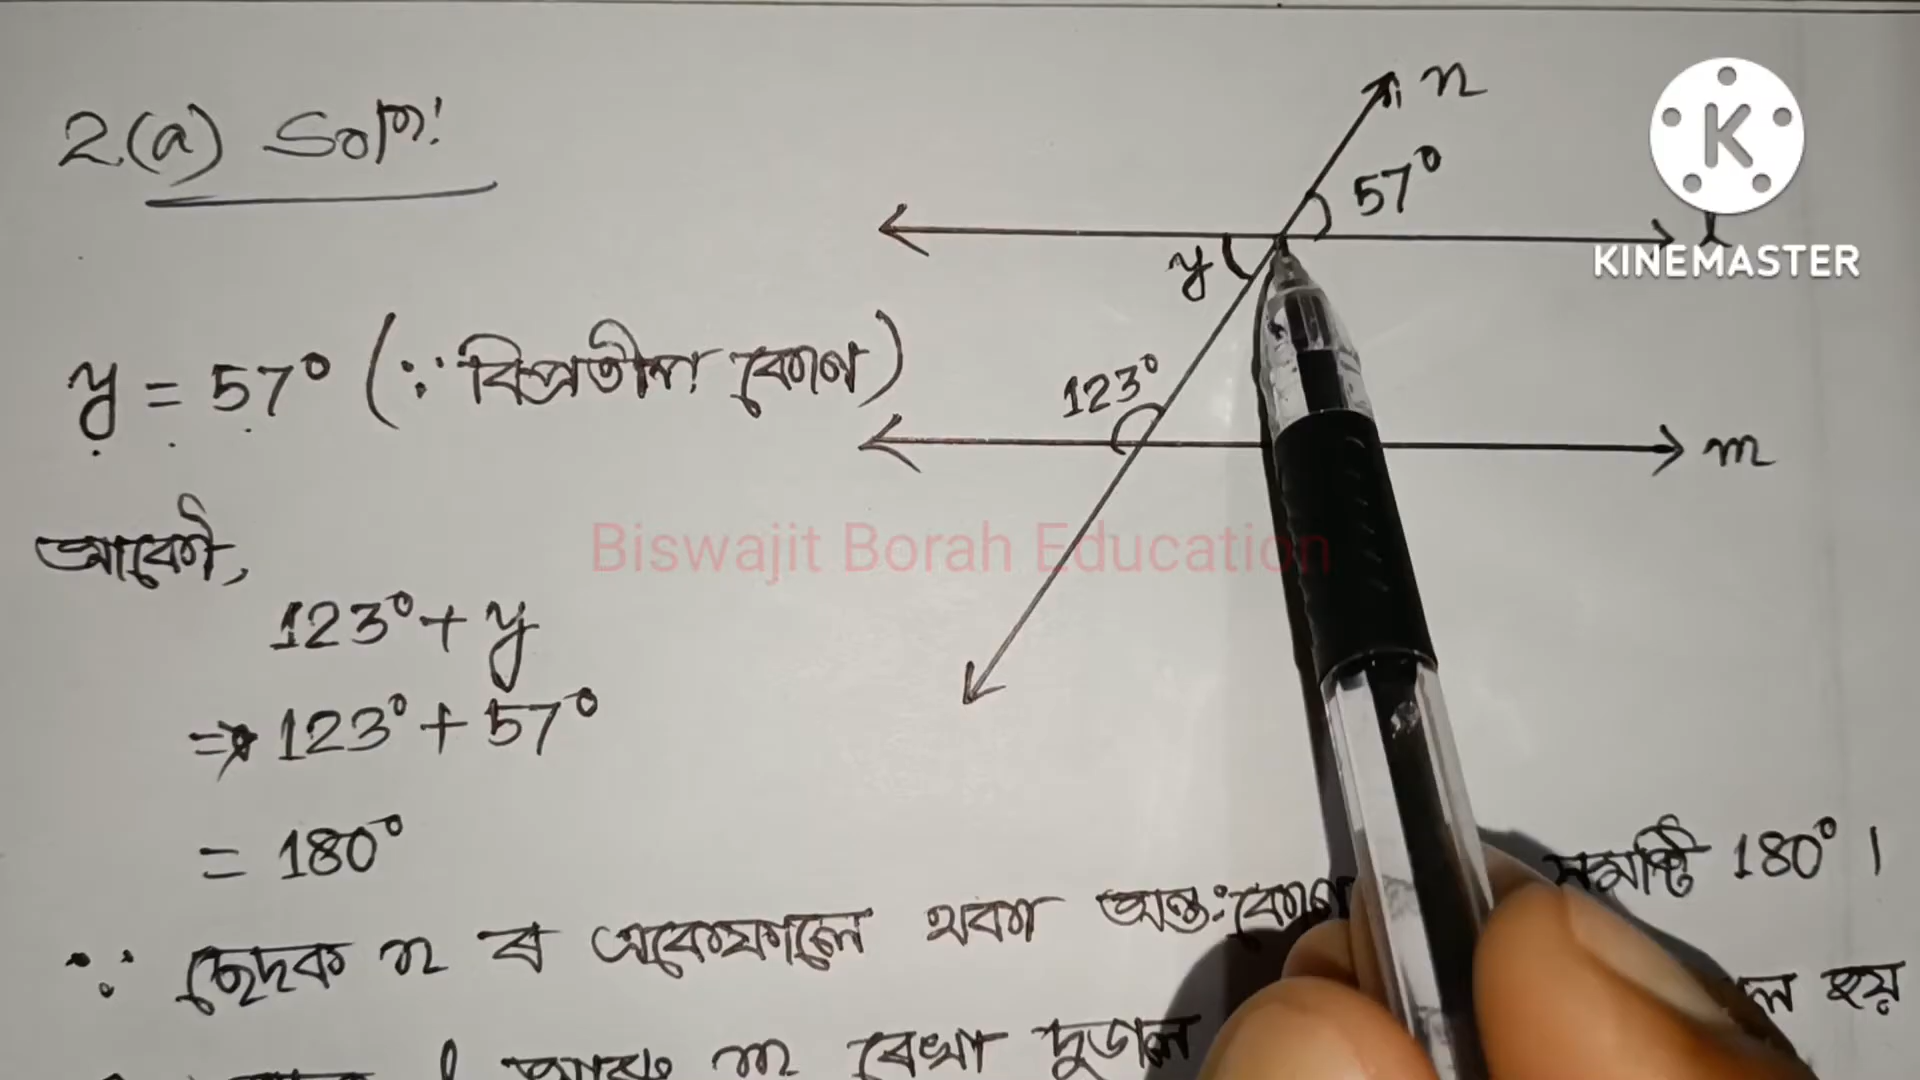 2(a) Soln:
n
57°
K
KINEMASTER
l
y
y = 57° (∵ বিপ্ৰতীপ কোণ)
123°
m
আকৌ,
Biswajit Borah Education
123° + y
=> 123° + 57°
= 180°
∵ ছেদক n ৰ একেফালে থকা অন্তঃকোণ সমষ্টি 180° ।
হয়
l আৰু m ৰেখা দুডাল